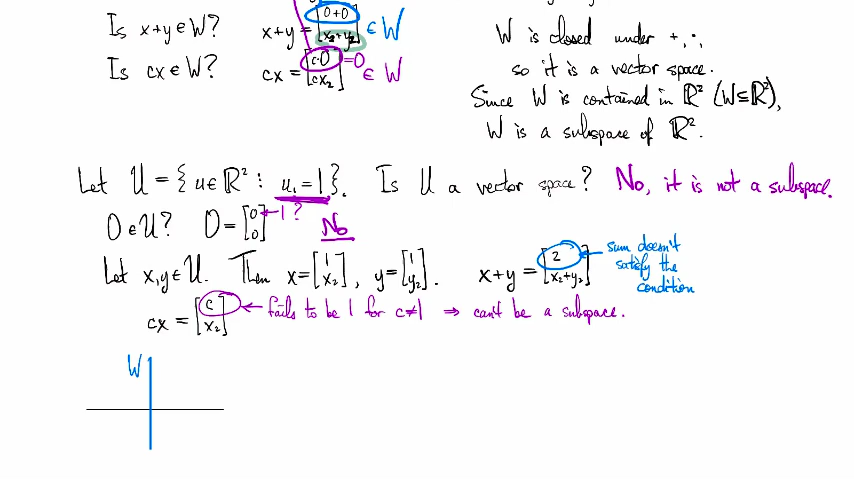 Is x+y ∈ W? x+y = [0+0 x₂+y₂] ∈ W
Is cx ∈ W? cx = [c·0 cx₂] =0 ∈ W
W is closed under +, ·,
so it is a vector space.
Since W is contained in ℝ² (W⊆ℝ²),
W is a subspace of ℝ².
Let U = { u∈ℝ² : u₁=1 }. Is U a vector space? No, it is not a subspace.
0 ∈ U? 0 = [0 0] ← 1? No
Let x,y ∈ U. Then x = [1 x₂], y = [1 y₂]. x+y = [2 x₂+y₂] ← sum doesn't
satisfy the
condition
cx = [c x₂] ← fails to be 1 for c≠1 ⇒ can't be a subspace.
W